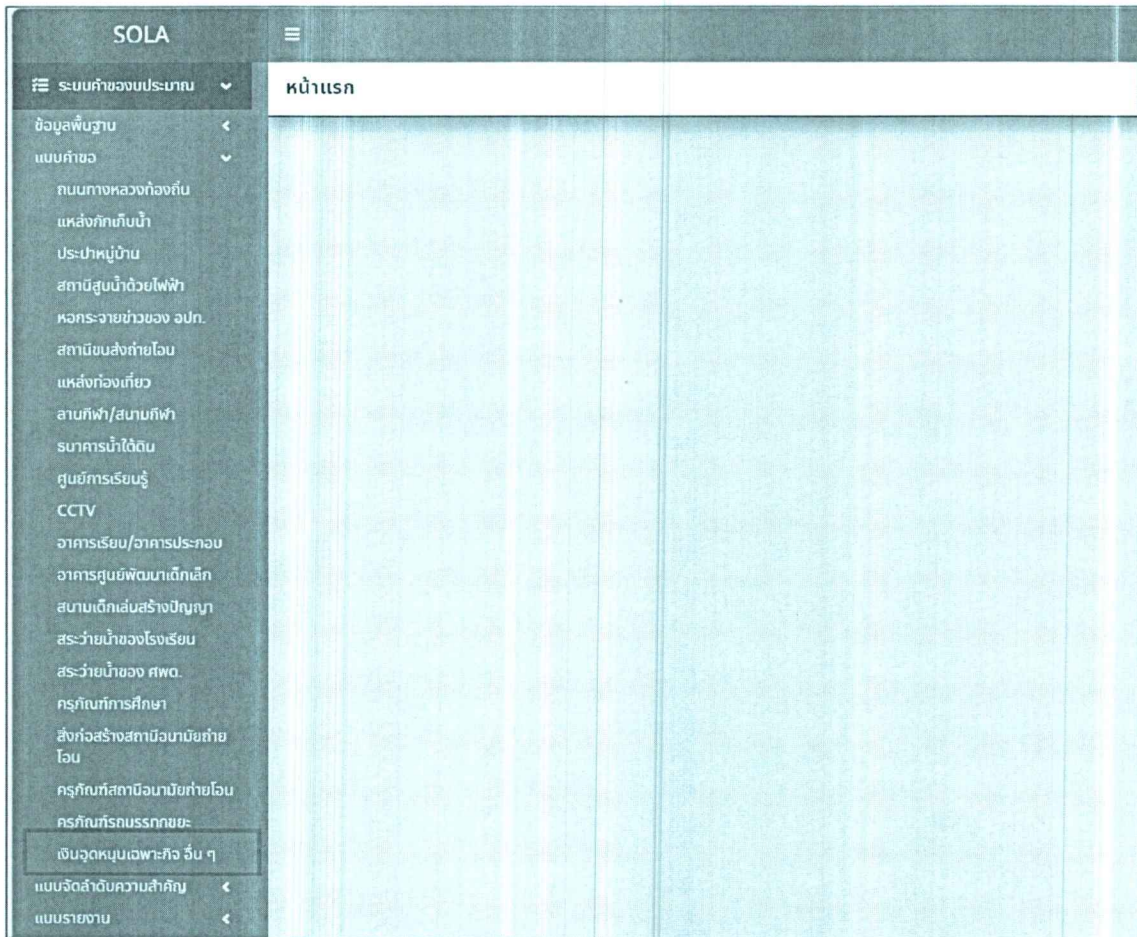 SOLA
ระบบคำของบประมาณ
หน้าแรก
ข้อมูลพื้นฐาน
แบบคำขอ
ถนนทางหลวงท้องถิ่น
แหล่งกักเก็บน้ำ
ประปาหมู่บ้าน
สถานีสูบน้ำด้วยไฟฟ้า
หอกระจายข่าวของ อปท.
สถานีขนส่งถ่ายโอน
แหล่งท่องเที่ยว
ลานกีฬา/สนามกีฬา
ธนาคารน้ำใต้ดิน
ศูนย์การเรียนรู้
CCTV
อาคารเรียน/อาคารประกอบ
อาคารศูนย์พัฒนาเด็กเล็ก
สนามเด็กเล่นสร้างปัญญา
สระว่ายน้ำของโรงเรียน
สระว่ายน้ำของ ศพด.
ครุภัณฑ์การศึกษา
สิ่งก่อสร้างสถานีอนามัยถ่าย
โอน
ครุภัณฑ์สถานีอนามัยถ่ายโอน
ครุภัณฑ์รถบรรทุกขยะ
เงินอุดหนุนเฉพาะกิจ อื่น ๆ
แบบจัดลำดับความสำคัญ
แบบรายงาน